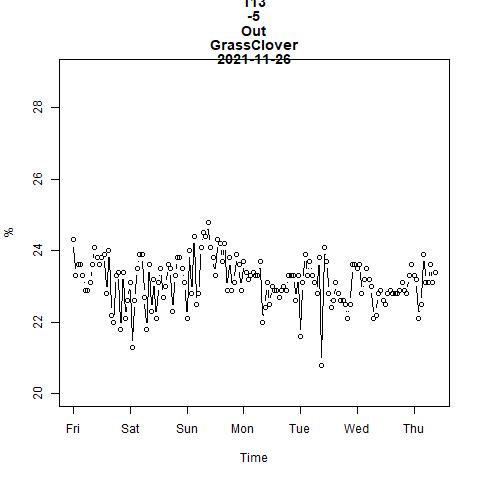 113
-5
Out
GrassClover
2021-11-26
28
26
24
22
20
%
Fri Sat Sun Mon Tue Wed Thu
Time